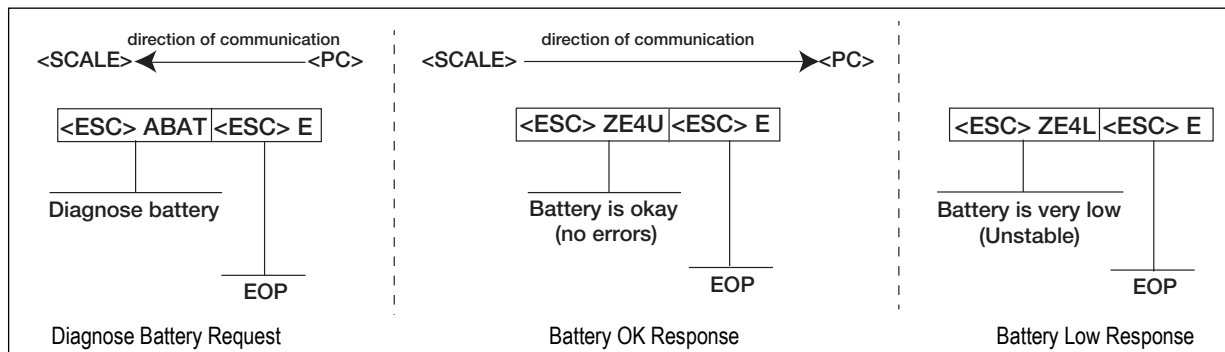 direction of communication
<SCALE> <PC>
<ESC> ABAT <ESC> E
Diagnose battery
EOP
Diagnose Battery Request
direction of communication
<SCALE> <PC>
<ESC> ZE4U <ESC> E
Battery is okay
(no errors)
EOP
Battery OK Response
<ESC> ZE4L <ESC> E
Battery is very low
(Unstable)
EOP
Battery Low Response